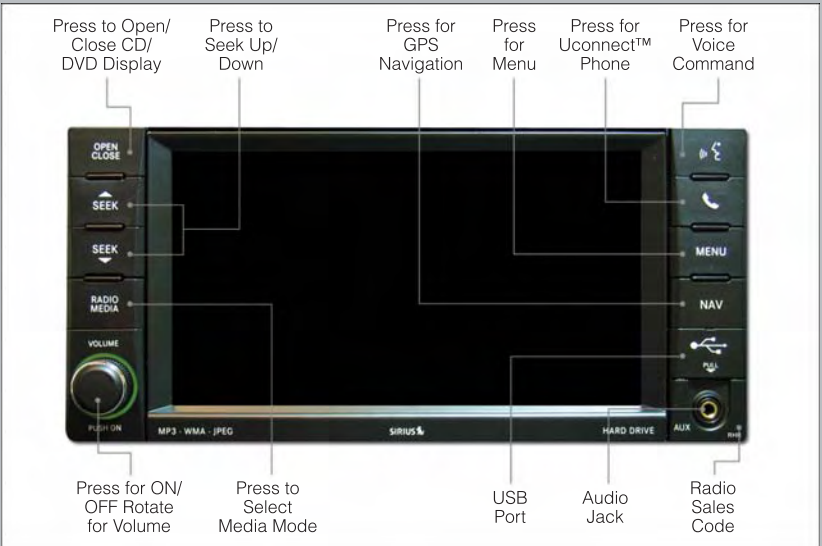 Press to Open/
Close CD/
DVD Display
Press to
Seek Up/
Down
Press for
GPS
Navigation
Press
for
Menu
Press for
Uconnect™
Phone
Press for
Voice
Command
OPEN
CLOSE
SEEK
SEEK
RADIO
MEDIA
VOLUME
PUSH ON
MP3 · WMA · JPEG
SIRIUS
HARD DRIVE
MENU
NAV
PULL
AUX
RHR
Press for ON/
OFF Rotate
for Volume
Press to
Select
Media Mode
USB
Port
Audio
Jack
Radio
Sales
Code